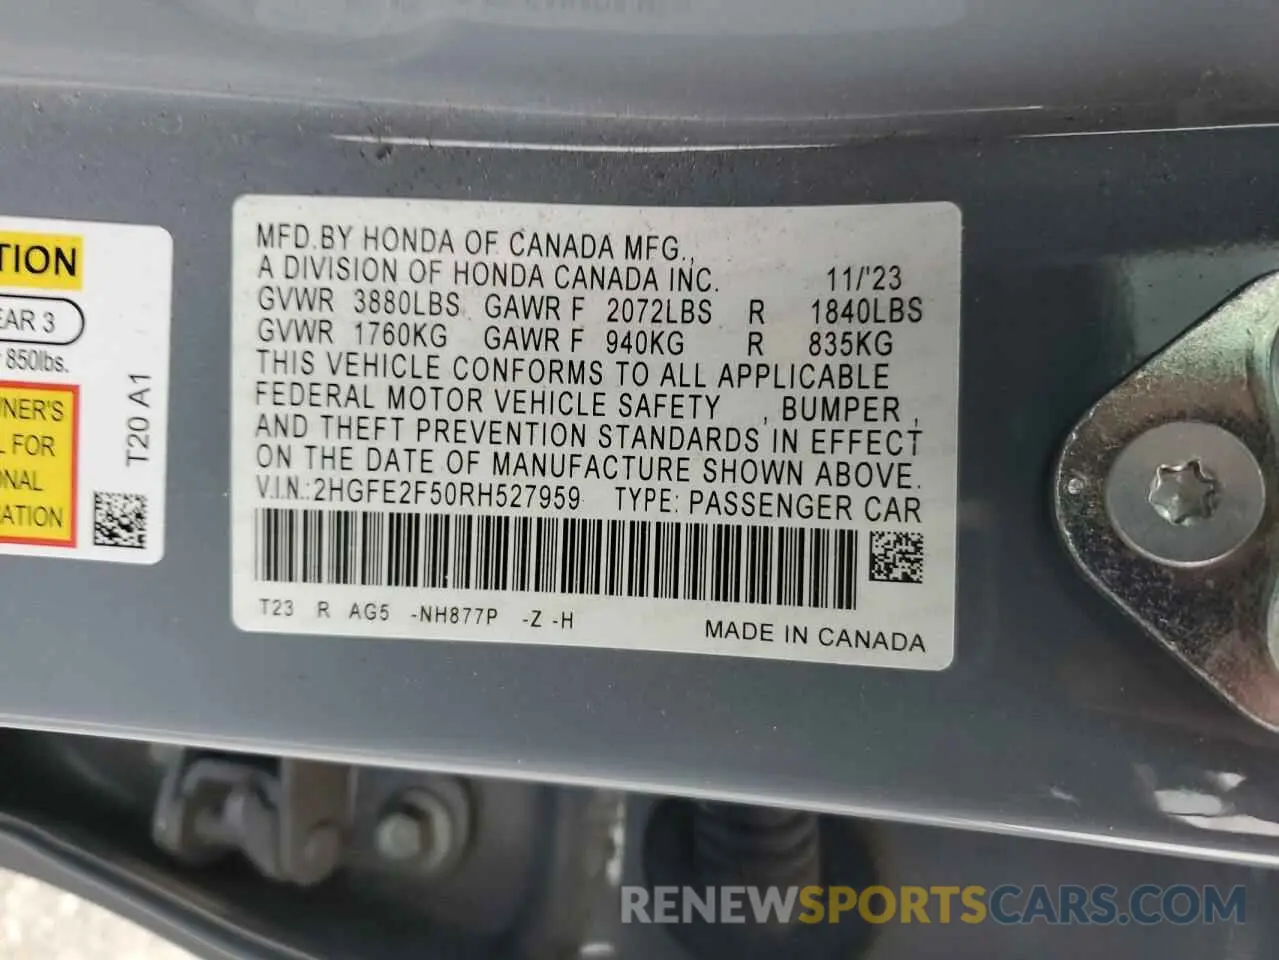 TION
EAR 3
850lbs.
NER'S
L FOR
ONAL
ATION
T20 A1
MFD.BY HONDA OF CANADA MFG.,
A DIVISION OF HONDA CANADA INC. 11/'23
GVWR 3880LBS GAWR F 2072LBS R 1840LBS
GVWR 1760KG GAWR F 940KG R 835KG
THIS VEHICLE CONFORMS TO ALL APPLICABLE
FEDERAL MOTOR VEHICLE SAFETY , BUMPER ,
AND THEFT PREVENTION STANDARDS IN EFFECT
ON THE DATE OF MANUFACTURE SHOWN ABOVE.
V.I.N.:2HGFE2F50RH527959 TYPE: PASSENGER CAR
T23 R AG5 -NH877P -Z -H
MADE IN CANADA
RENEWSPORTSCARS.COM